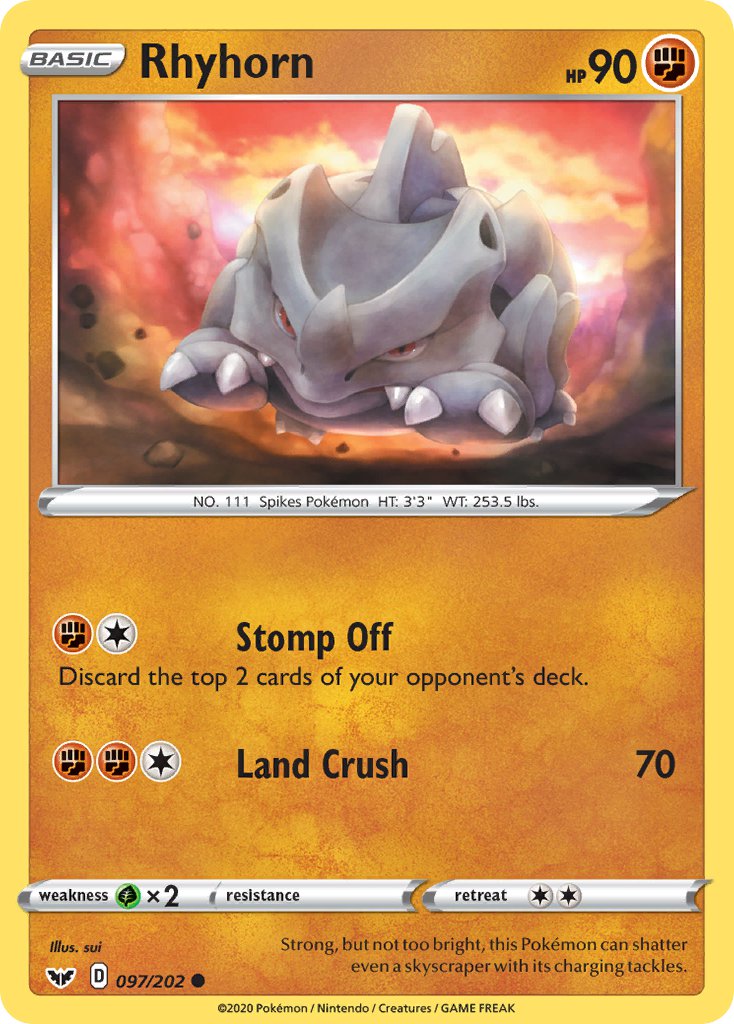 BASIC Rhyhorn HP 90
NO. 111 Spikes Pokémon HT: 3'3" WT: 253.5 lbs.
Stomp Off
Discard the top 2 cards of your opponent's deck.
Land Crush 70
weakness ×2 resistance retreat
Illus. sui
Strong, but not too bright, this Pokémon can shatter
even a skyscraper with its charging tackles.
D 097/202
©2020 Pokémon / Nintendo / Creatures / GAME FREAK